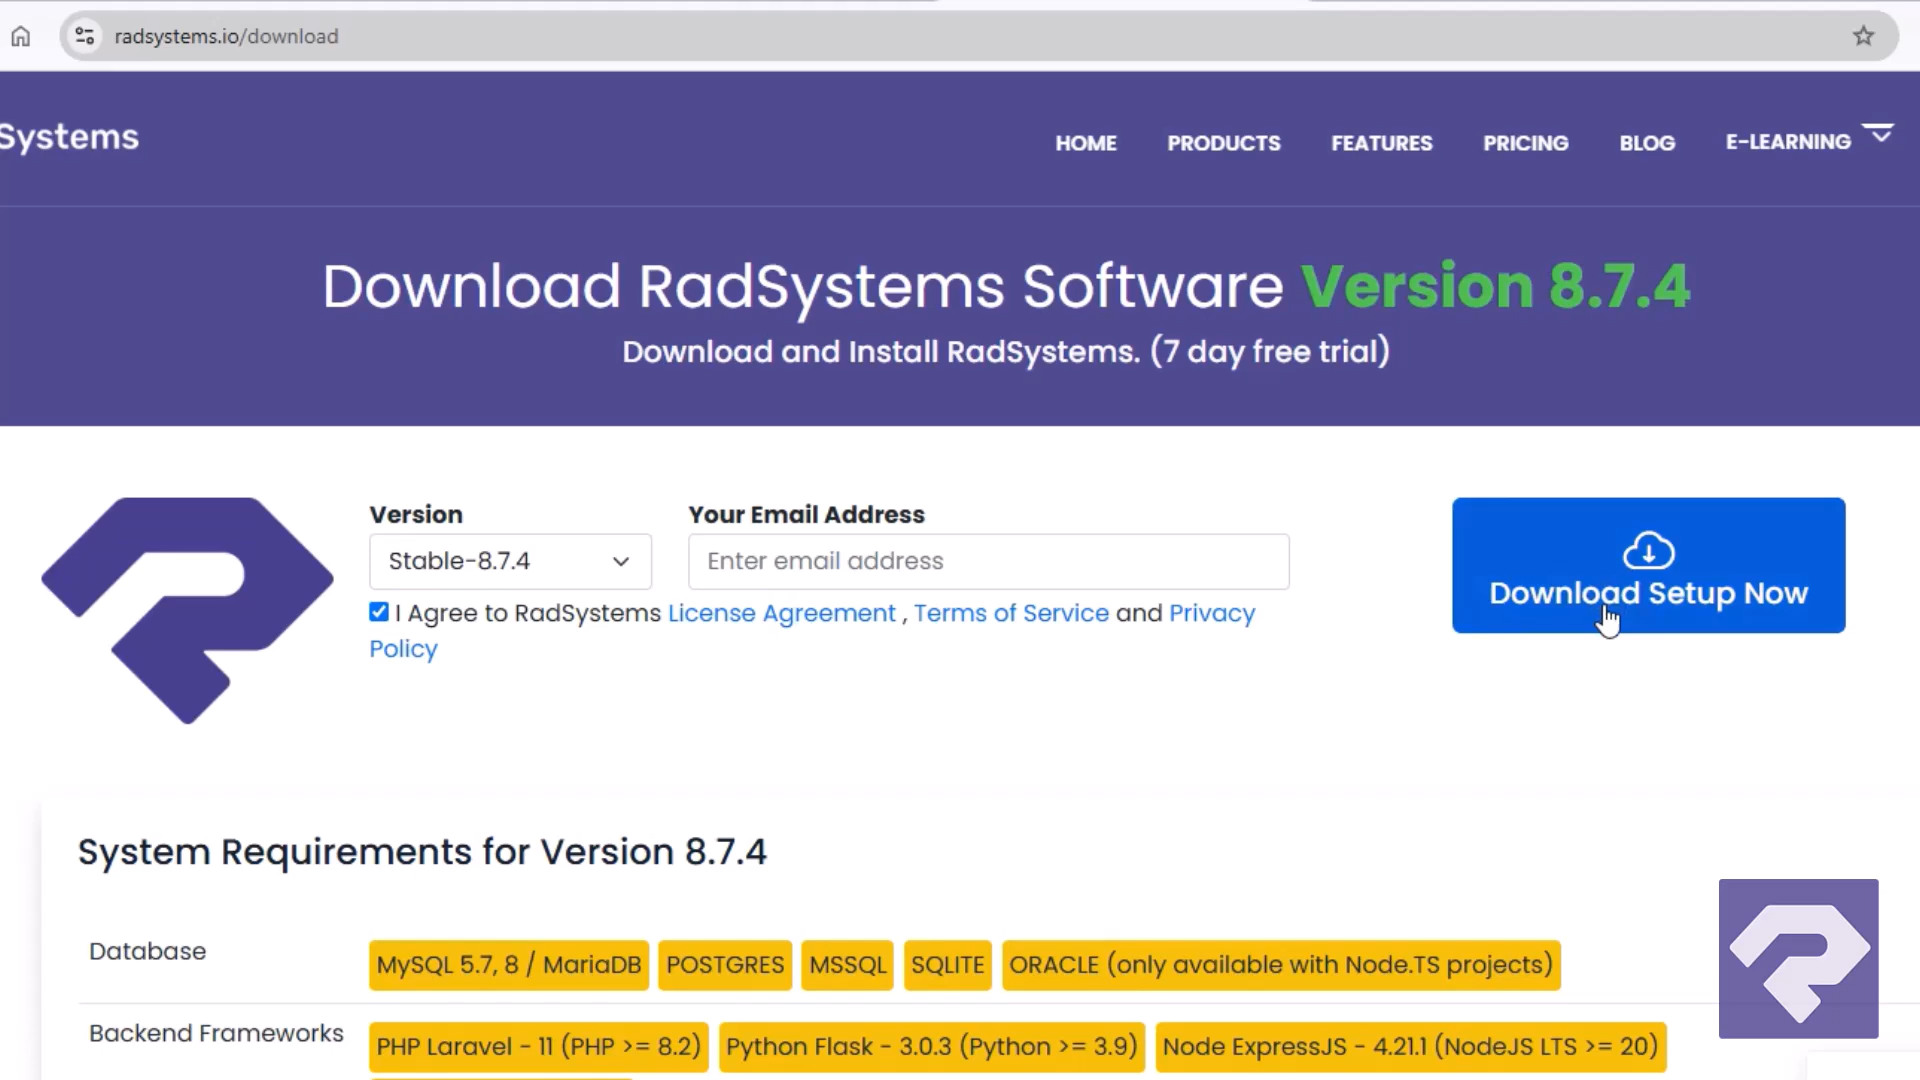 radsystems.io/download
Systems
HOME PRODUCTS FEATURES PRICING BLOG E-LEARNING
Download RadSystems Software Version 8.7.4
Download and Install RadSystems. (7 day free trial)
Version
Your Email Address
Stable-8.7.4
Enter email address
Download Setup Now
I Agree to RadSystems License Agreement , Terms of Service and Privacy
Policy
System Requirements for Version 8.7.4
Database MySQL 5.7, 8 / MariaDB POSTGRES MSSQL SQLITE ORACLE (only available with Node.TS projects)
Backend Frameworks PHP Laravel - 11 (PHP >= 8.2) Python Flask - 3.0.3 (Python >= 3.9) Node ExpressJS - 4.21.1 (NodeJS LTS >= 20)